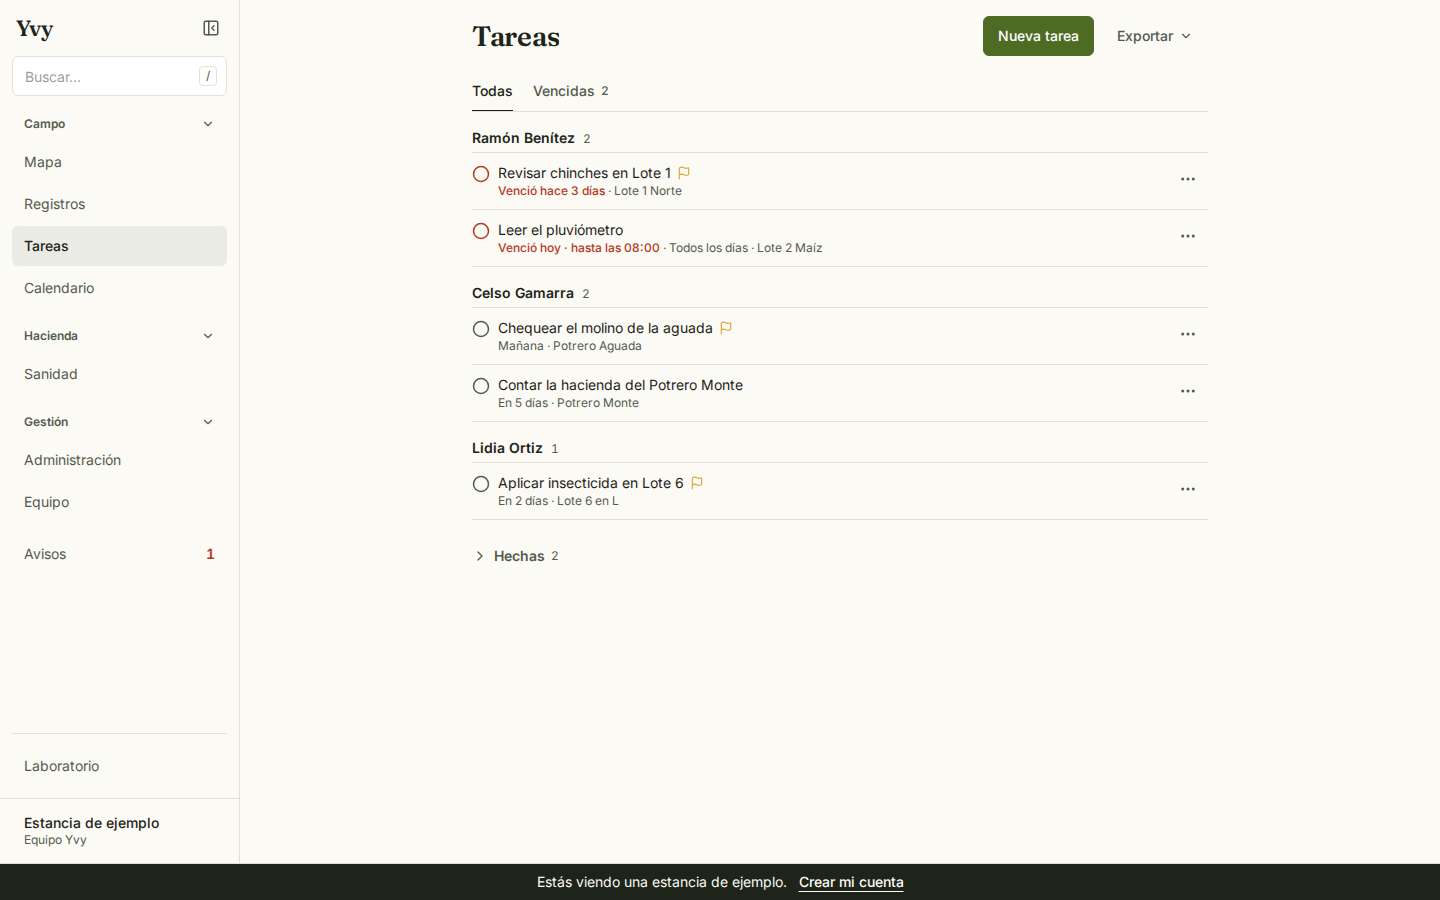 Yvy
Buscar... /
Campo
Mapa
Registros
Tareas
Calendario
Hacienda
Sanidad
Gestión
Administración
Equipo
Avisos 1
Laboratorio
Estancia de ejemplo
Equipo Yvy
Tareas
Nueva tarea
Exportar
Todas
Vencidas 2
Ramón Benítez 2
Revisar chinches en Lote 1
Venció hace 3 días · Lote 1 Norte
Leer el pluviómetro
Venció hoy · hasta las 08:00 · Todos los días · Lote 2 Maíz
Celso Gamarra 2
Chequear el molino de la aguada
Mañana · Potrero Aguada
Contar la hacienda del Potrero Monte
En 5 días · Potrero Monte
Lidia Ortiz 1
Aplicar insecticida en Lote 6
En 2 días · Lote 6 en L
Hechas 2
Estás viendo una estancia de ejemplo. Crear mi cuenta